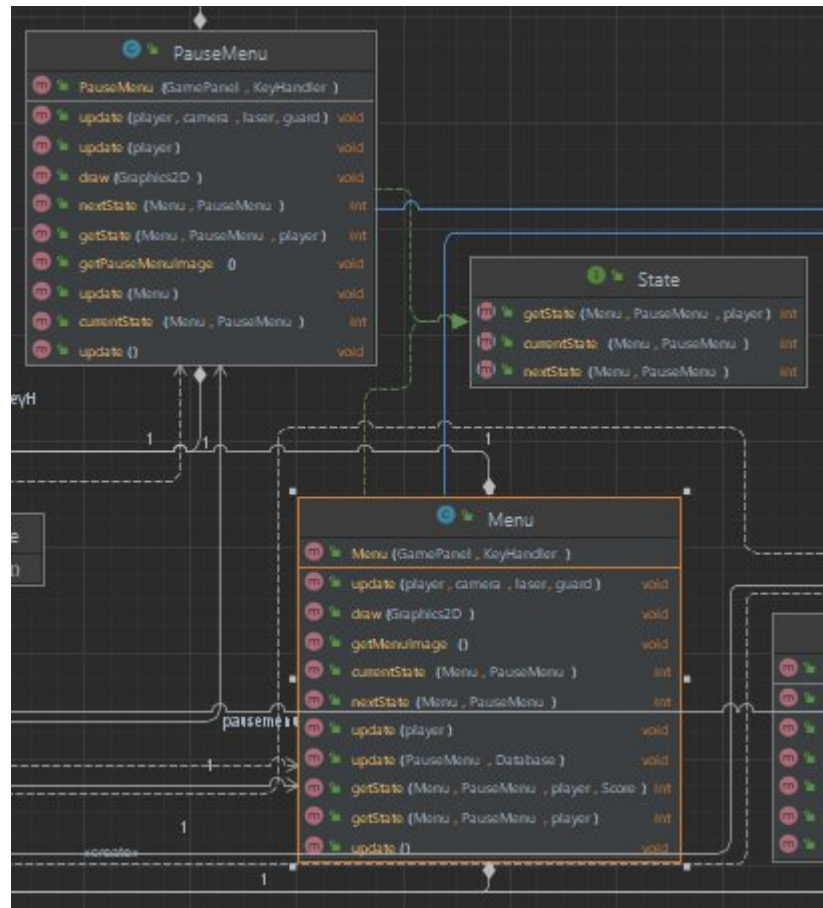 PauseMenu
PauseMenu (GamePanel , KeyHandler )
update (player , camera , laser, guard ) void
update (player ) void
draw (Graphics2D ) void
nextState (Menu , PauseMenu ) int
getState (Menu , PauseMenu , player ) int
getPauseMenuImage () void
update (Menu ) void
currentState (Menu , PauseMenu ) int
update () void
State
getState (Menu , PauseMenu , player ) int
currentState (Menu , PauseMenu ) int
nextState (Menu , PauseMenu ) int
eyH
1
1
1
e
()
Menu
Menu (GamePanel , KeyHandler )
update (player , camera , laser, guard ) void
draw (Graphics2D ) void
getMenuImage () void
currentState (Menu , PauseMenu ) int
nextState (Menu , PauseMenu ) int
pausemenu
update (player ) void
update (PauseMenu , Database ) void
1
getState (Menu , PauseMenu , player , Score ) int
getState (Menu , PauseMenu , player ) int
1
update () void
«create»
1